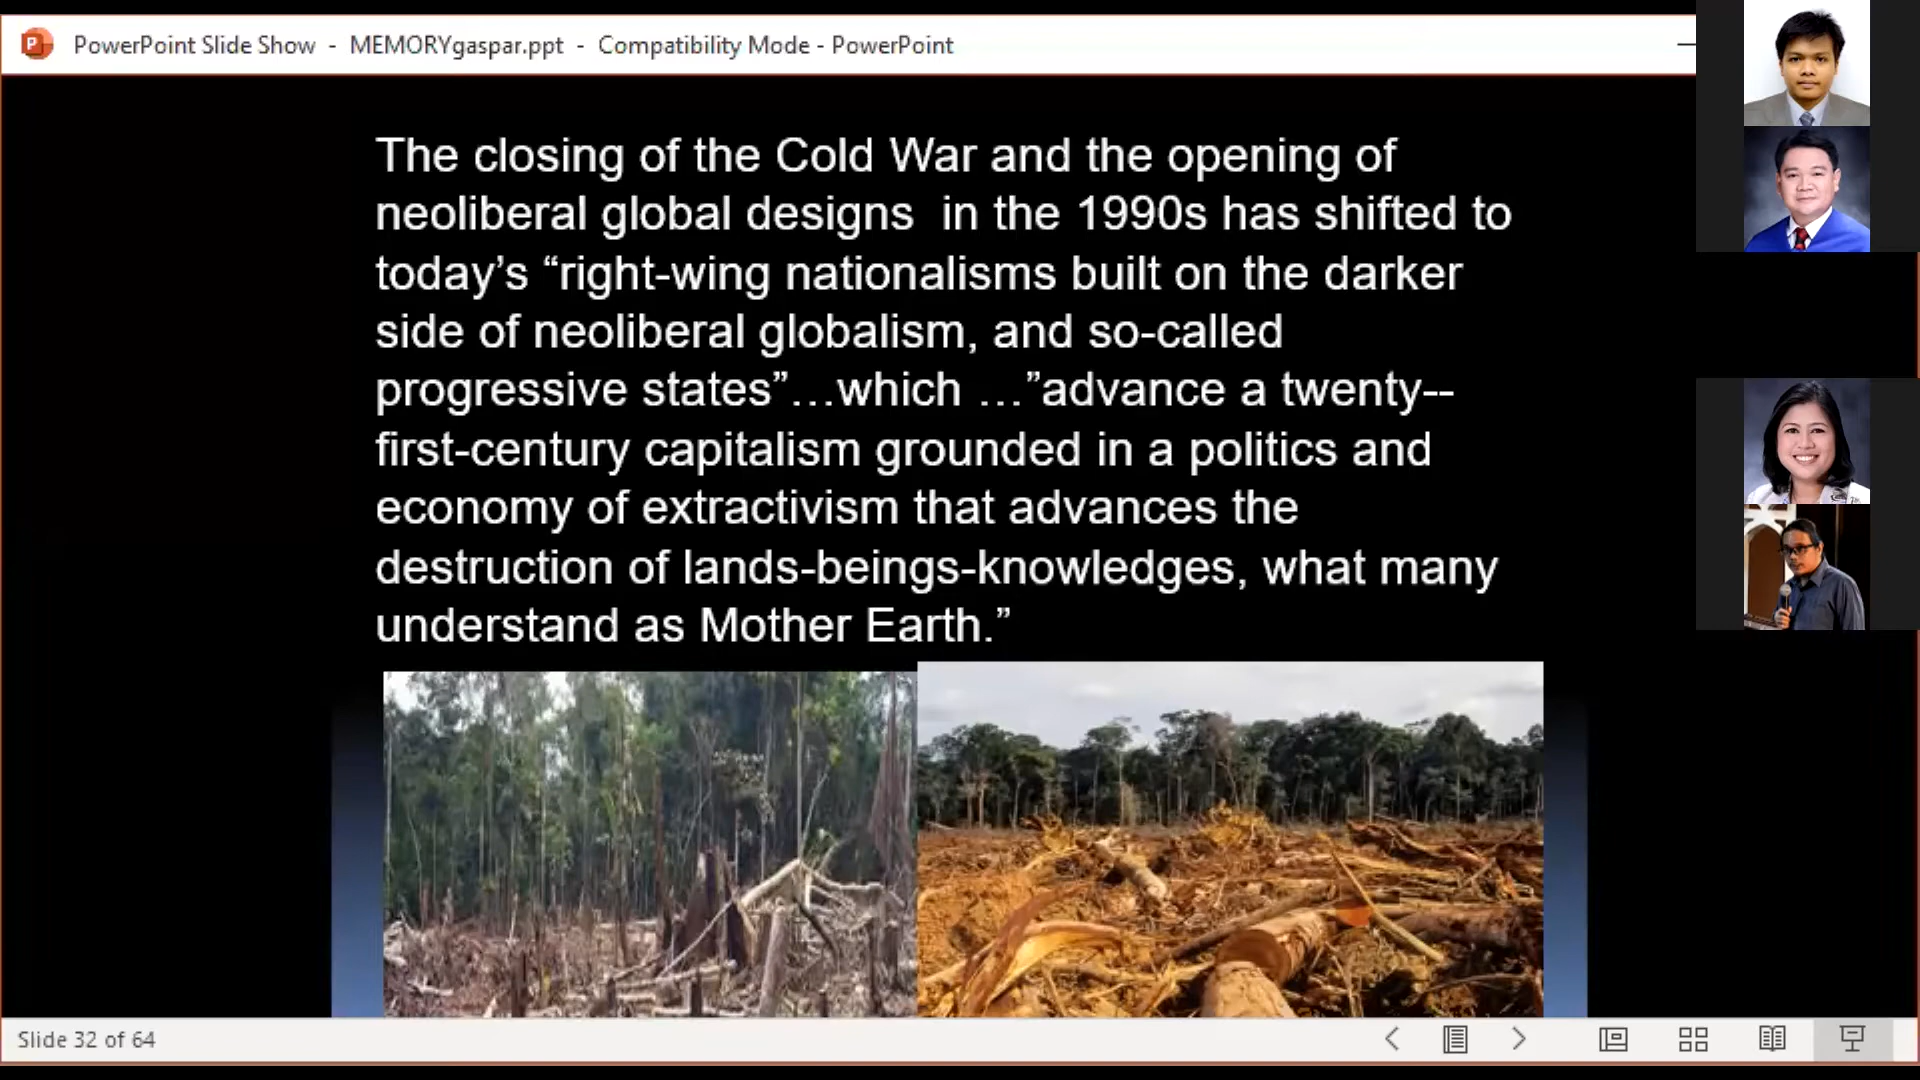 PowerPoint Slide Show - MEMORYgaspar.ppt - Compatibility Mode - PowerPoint
The closing of the Cold War and the opening of
neoliberal global designs in the 1990s has shifted to
today’s “right-wing nationalisms built on the darker
side of neoliberal globalism, and so-called
progressive states”…which …”advance a twenty--
first-century capitalism grounded in a politics and
economy of extractivism that advances the
destruction of lands-beings-knowledges, what many
understand as Mother Earth.”
Slide 32 of 64